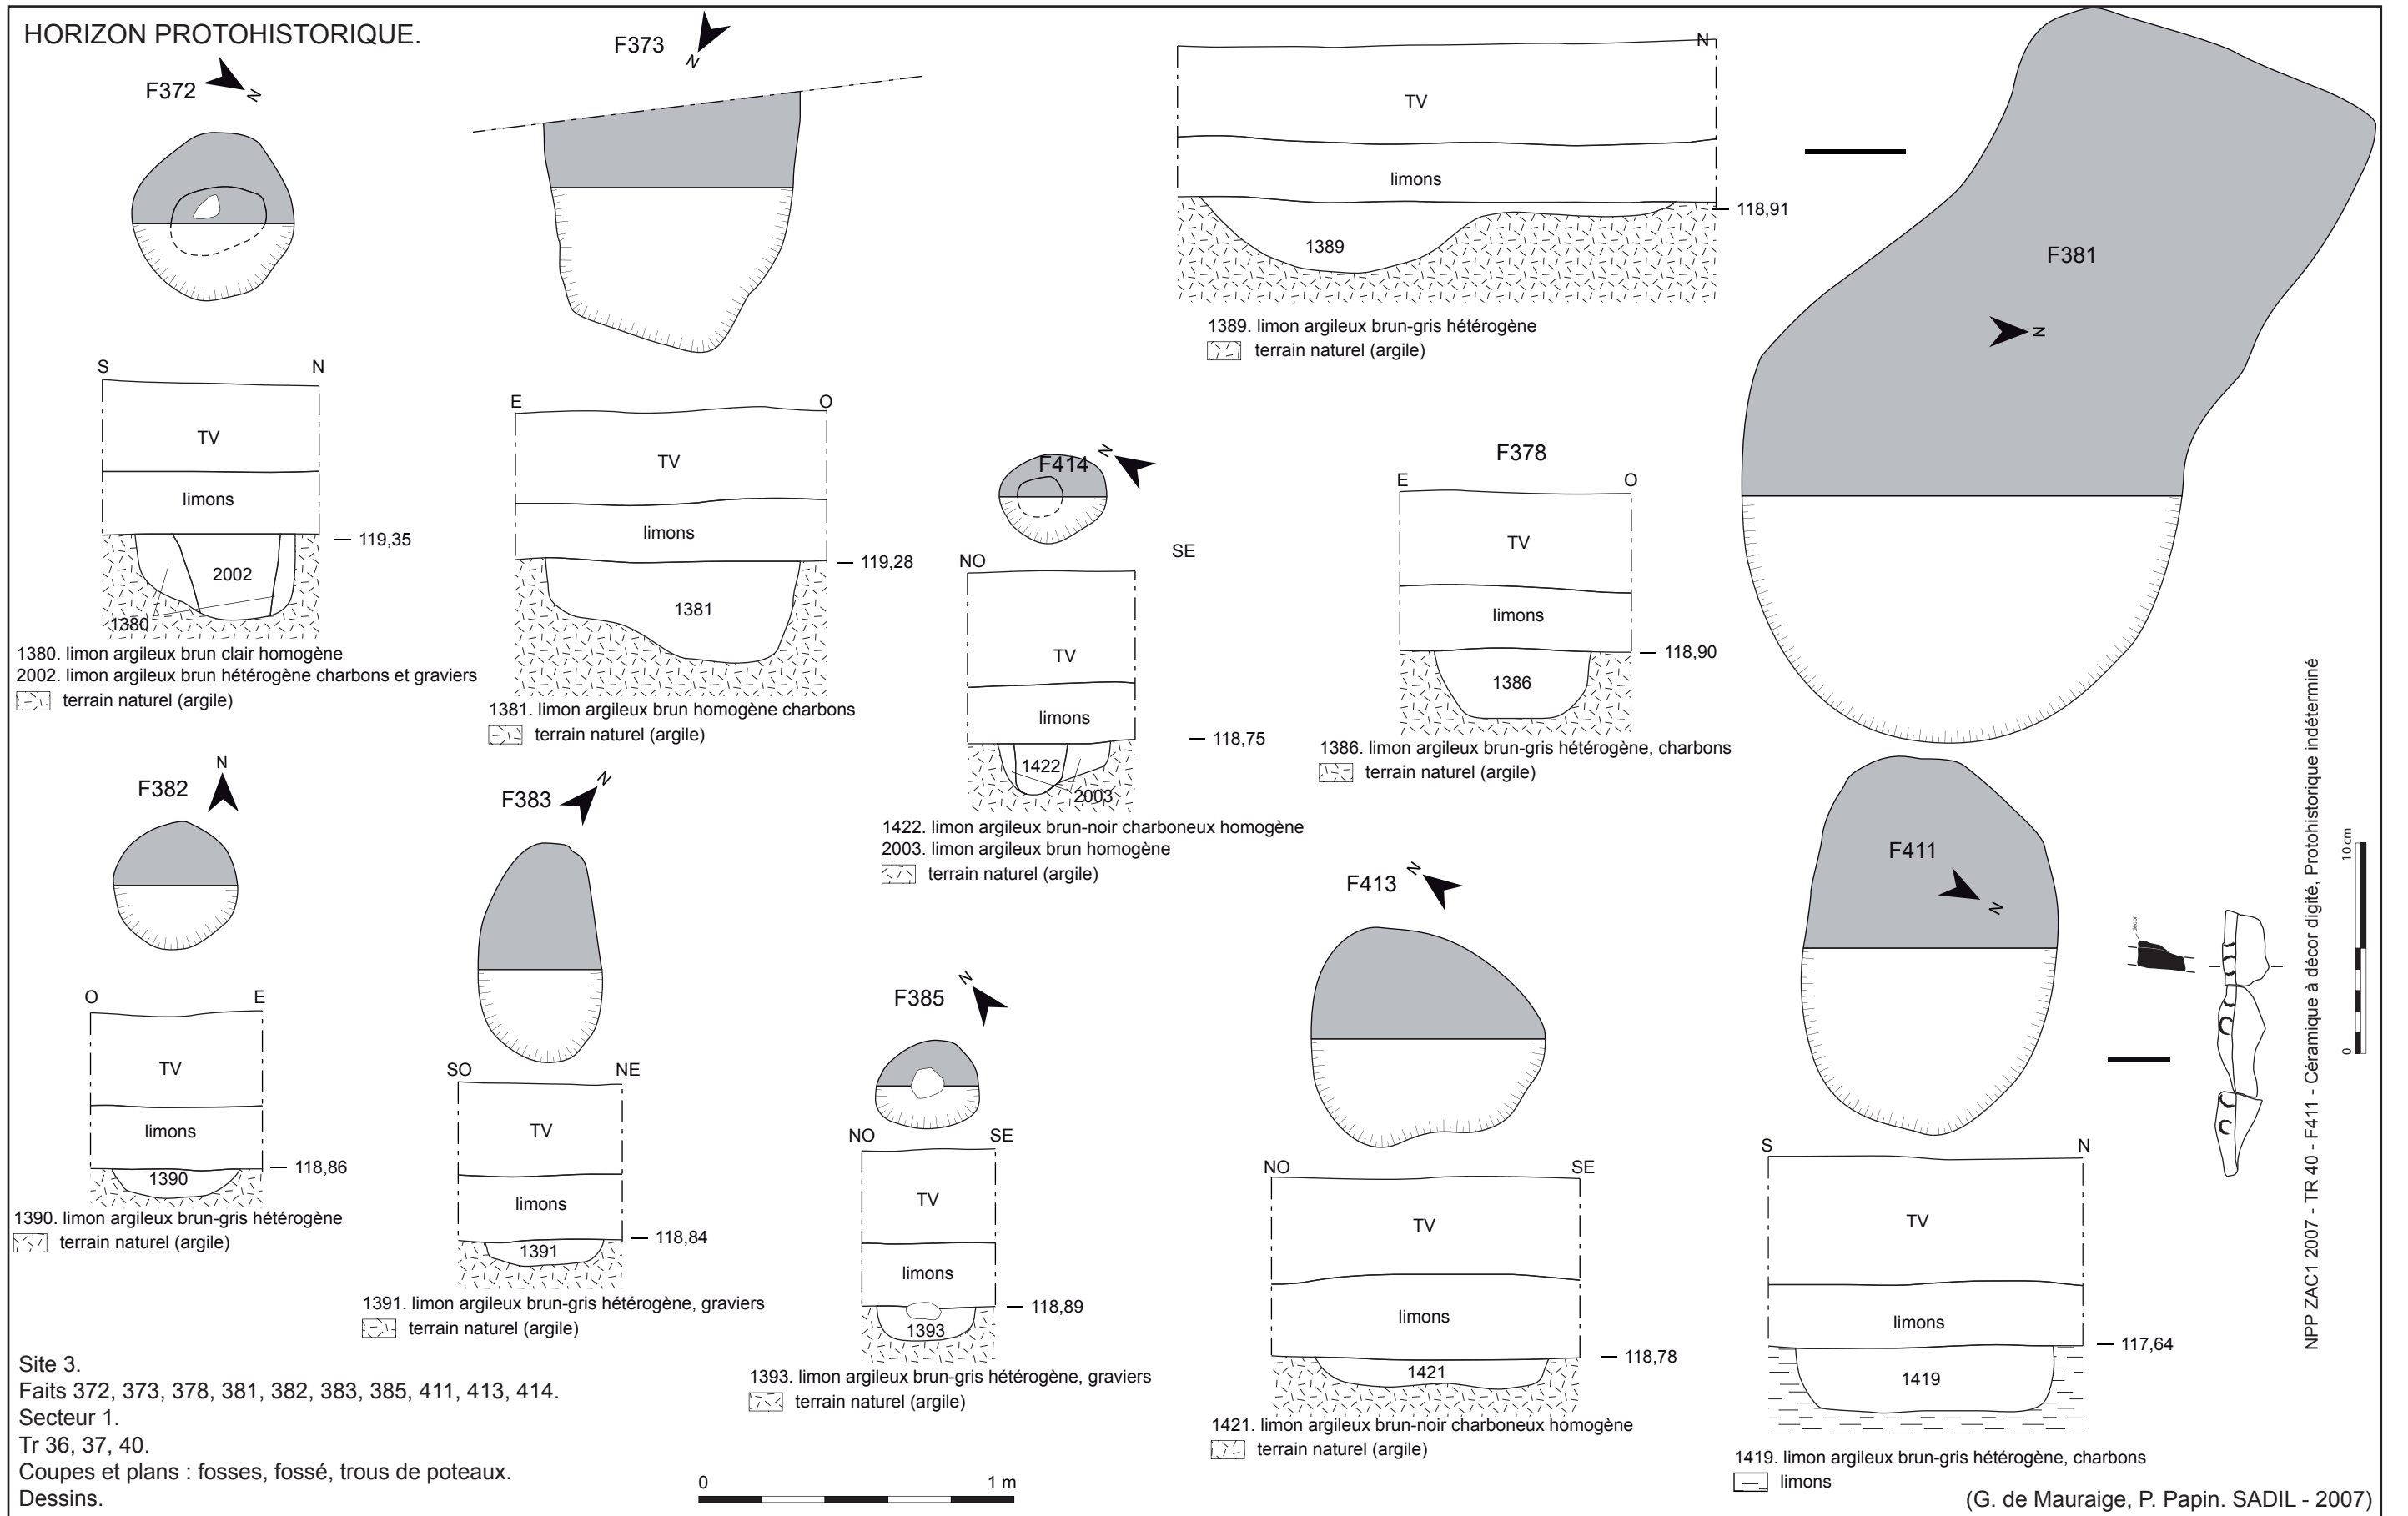 HORIZON PROTOHISTORIQUE.
F372
N
S
N
TV
limons
119,35
2002
1380
1380. limon argileux brun clair homogène
2002. limon argileux brun hétérogène charbons et graviers
terrain naturel (argile)
F373
N
E
O
TV
limons
119,28
1381
1381. limon argileux brun homogène charbons
terrain naturel (argile)
N
TV
limons
118,91
1389
1389. limon argileux brun-gris hétérogène
terrain naturel (argile)
F381
N
F414
N
NO
SE
TV
limons
118,75
1422
2003
1422. limon argileux brun-noir charboneux homogène
2003. limon argileux brun homogène
terrain naturel (argile)
F378
E
O
TV
limons
118,90
1386
1386. limon argileux brun-gris hétérogène, charbons
terrain naturel (argile)
F382
N
O
E
TV
limons
118,86
1390
1390. limon argileux brun-gris hétérogène
terrain naturel (argile)
F383
N
SO
NE
TV
limons
118,84
1391
1391. limon argileux brun-gris hétérogène, graviers
terrain naturel (argile)
F385
N
NO
SE
TV
limons
118,89
1393
1393. limon argileux brun-gris hétérogène, graviers
terrain naturel (argile)
F413
N
NO
SE
TV
limons
118,78
1421
1421. limon argileux brun-noir charboneux homogène
terrain naturel (argile)
F411
N
S
N
TV
limons
117,64
1419
1419. limon argileux brun-gris hétérogène, charbons
limons
décor
0
10 cm
NPP ZAC1 2007 - TR 40 - F411 - Céramique à décor digité, Protohistorique indéterminé
Site 3.
Faits 372, 373, 378, 381, 382, 383, 385, 411, 413, 414.
Secteur 1.
Tr 36, 37, 40.
Coupes et plans : fosses, fossé, trous de poteaux.
Dessins.
0
1 m
(G. de Mauraige, P. Papin. SADIL - 2007)